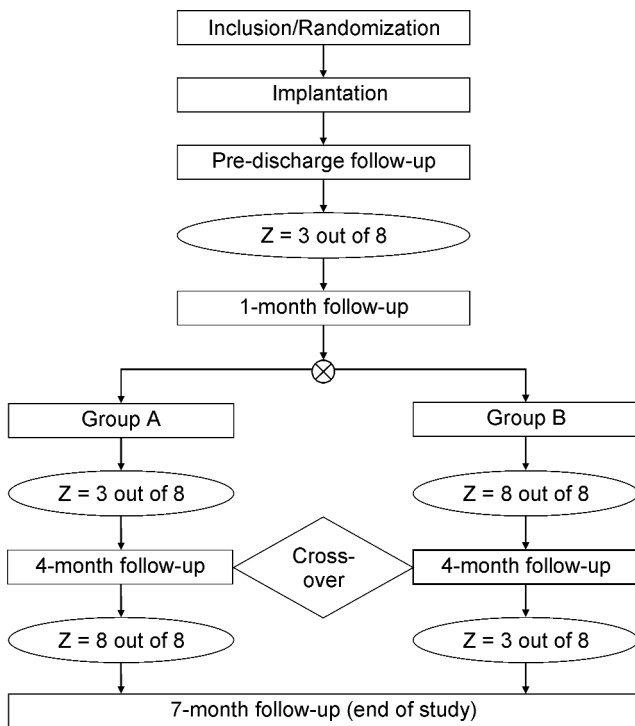 Inclusion/Randomization
Implantation
Pre-discharge follow-up
Z = 3 out of 8
1-month follow-up
Group A
Group B
Z = 3 out of 8
Z = 8 out of 8
4-month follow-up
Cross-
over
4-month follow-up
Z = 8 out of 8
Z = 3 out of 8
7-month follow-up (end of study)